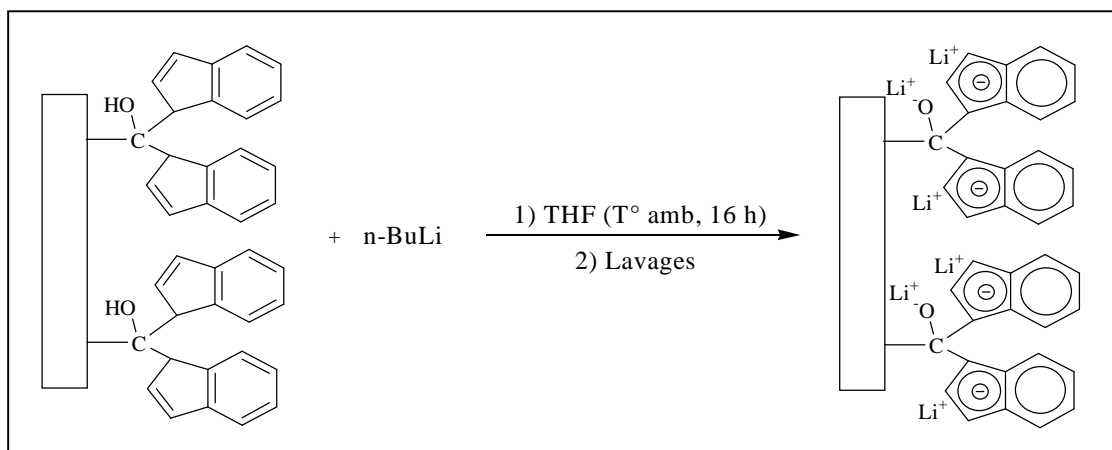 HO
C
HO
C
+ n-BuLi
1) THF (T° amb, 16 h)
2) Lavages
Li+
Li+
-O
C
Li+
Li+
Li+
-O
C
Li+